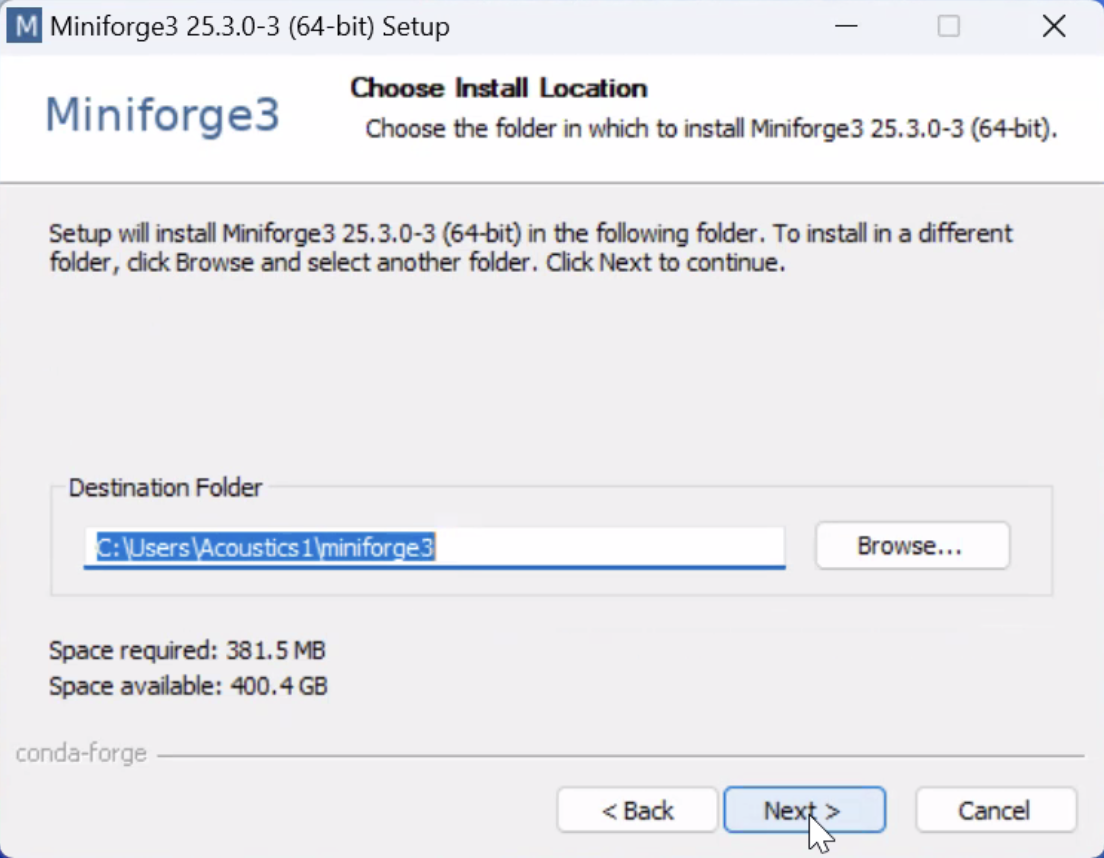 M Miniforge3 25.3.0-3 (64-bit) Setup
Miniforge3
Choose Install Location
Choose the folder in which to install Miniforge3 25.3.0-3 (64-bit).
Setup will install Miniforge3 25.3.0-3 (64-bit) in the following folder. To install in a different
folder, click Browse and select another folder. Click Next to continue.
Destination Folder
C:\Users\Acoustics1\miniforge3
Browse...
Space required: 381.5 MB
Space available: 400.4 GB
conda-forge
< Back
Next >
Cancel